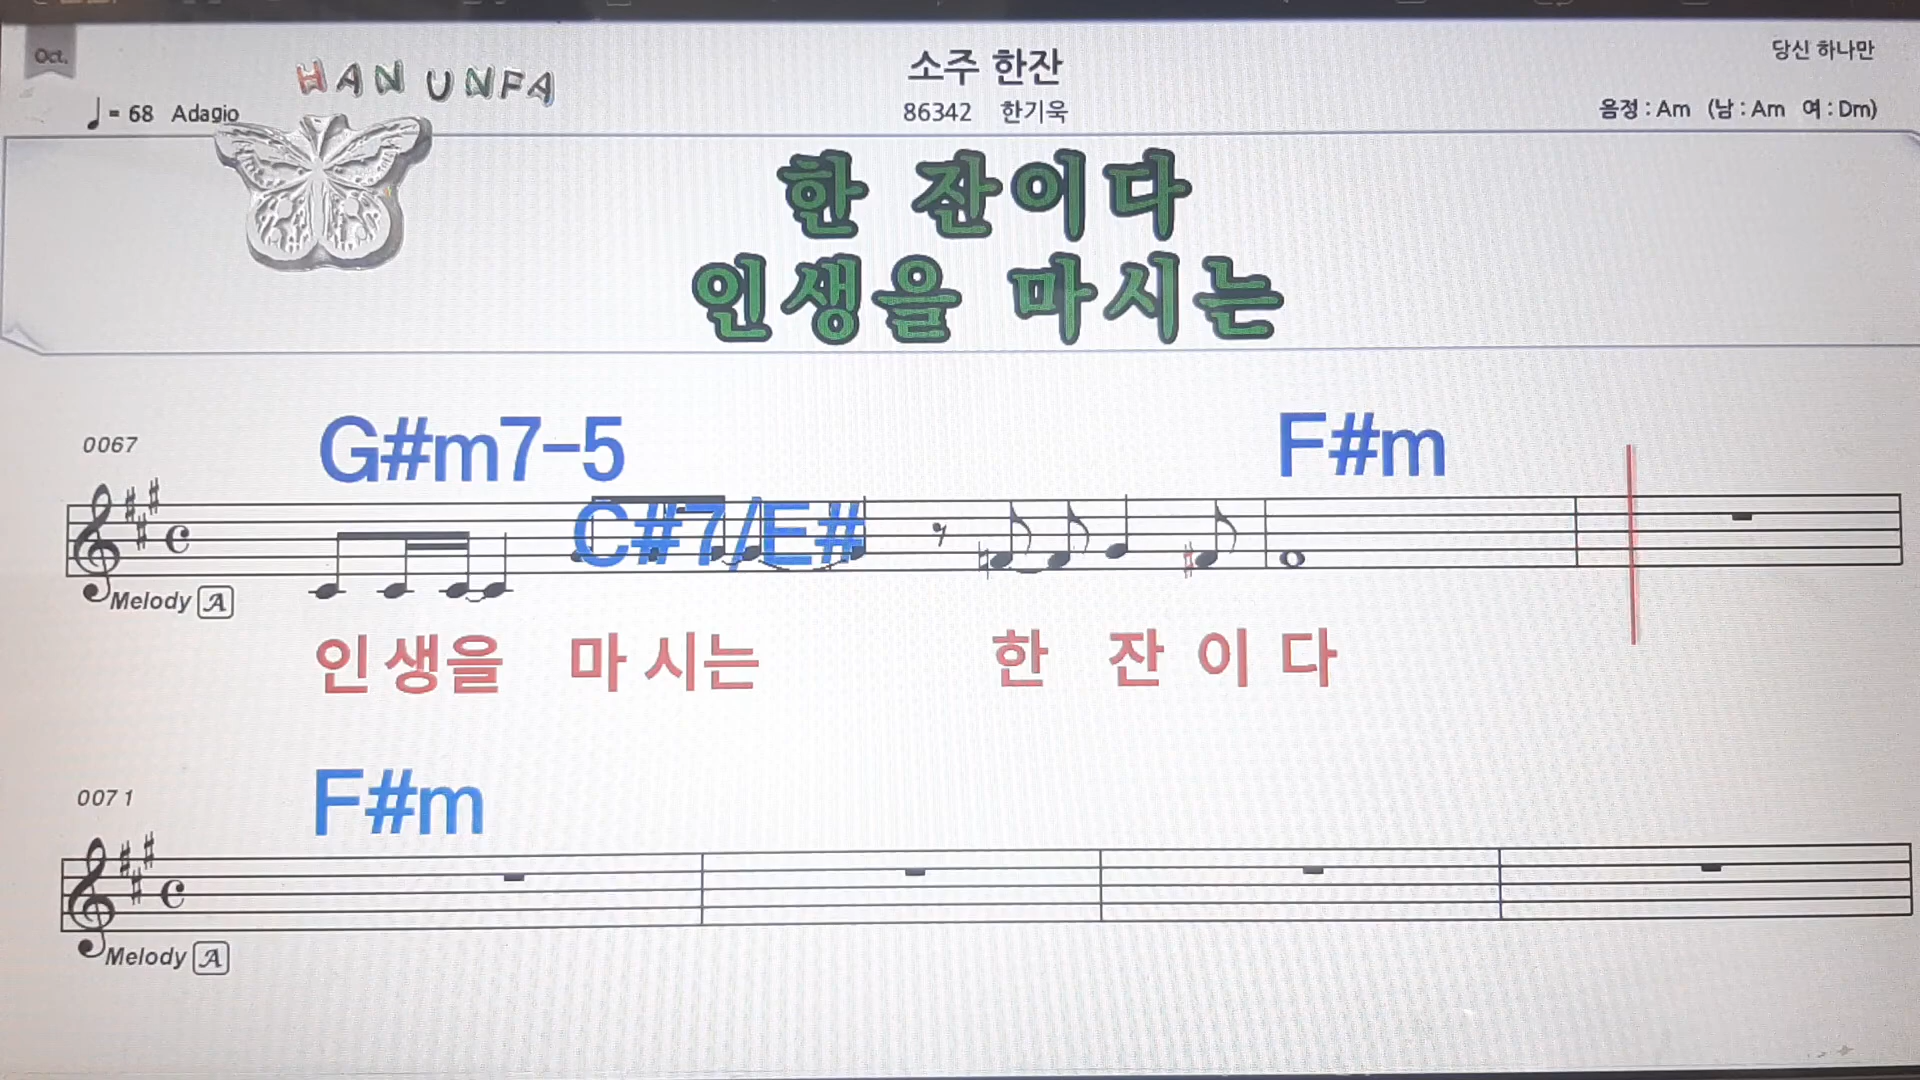 Oct.
HAN UNFA
소주 한잔
당신 하나만
♩= 68 Adagio
86342 한기욱
음정 : Am (남 : Am 여 : Dm)
한 잔이다
인생을 마시는
0067
G#m7-5
F#m
C#7/E#
Melody A
인생을 마시는 한 잔이다
0071
F#m
Melody A